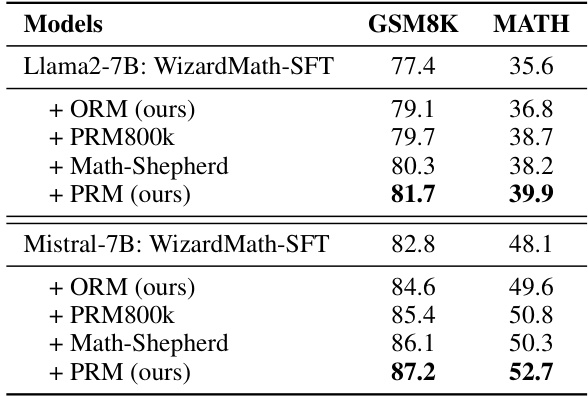 Models GSM8K MATH
Llama2-7B: WizardMath-SFT 77.4 35.6
+ ORM (ours) 79.1 36.8
+ PRM800k 79.7 38.7
+ Math-Shepherd 80.3 38.2
+ PRM (ours) 81.7 39.9
Mistral-7B: WizardMath-SFT 82.8 48.1
+ ORM (ours) 84.6 49.6
+ PRM800k 85.4 50.8
+ Math-Shepherd 86.1 50.3
+ PRM (ours) 87.2 52.7